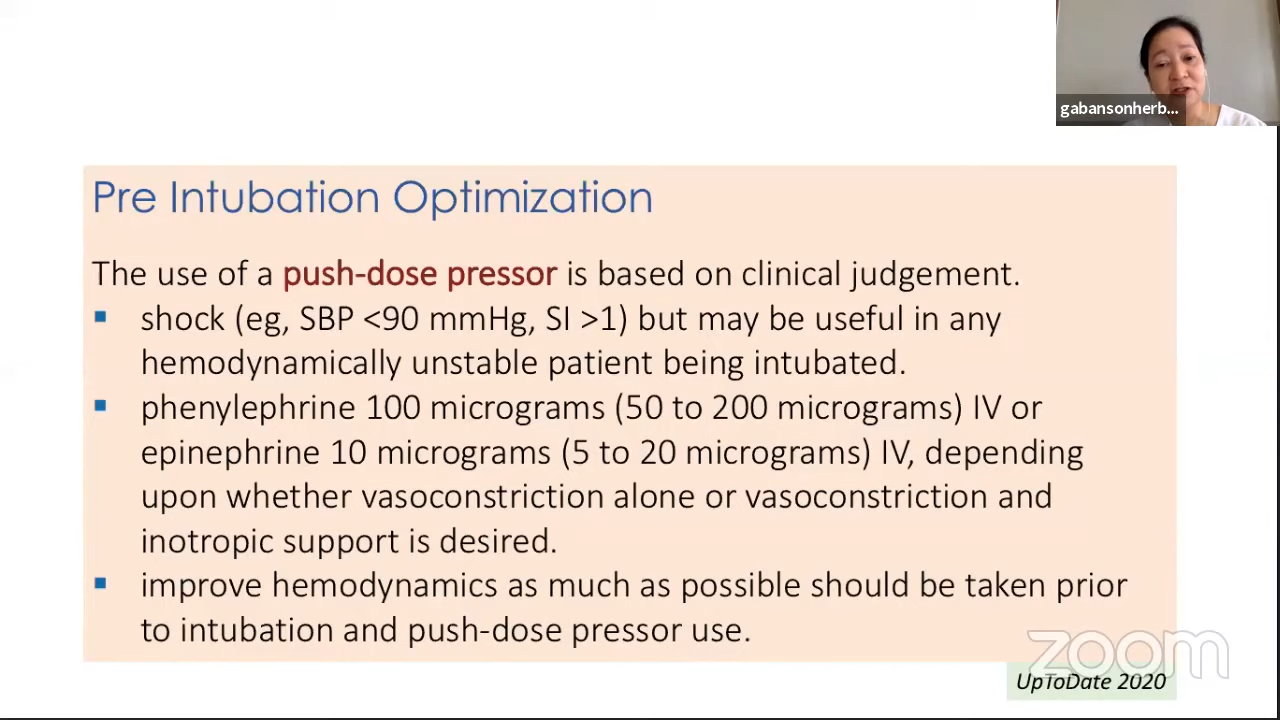 gabansonherb...
Pre Intubation Optimization
The use of a push-dose pressor is based on clinical judgement.
▪ shock (eg, SBP <90 mmHg, SI >1) but may be useful in any
hemodynamically unstable patient being intubated.
▪ phenylephrine 100 micrograms (50 to 200 micrograms) IV or
epinephrine 10 micrograms (5 to 20 micrograms) IV, depending
upon whether vasoconstriction alone or vasoconstriction and
inotropic support is desired.
▪ improve hemodynamics as much as possible should be taken prior
to intubation and push-dose pressor use.
zoom
UpToDate 2020